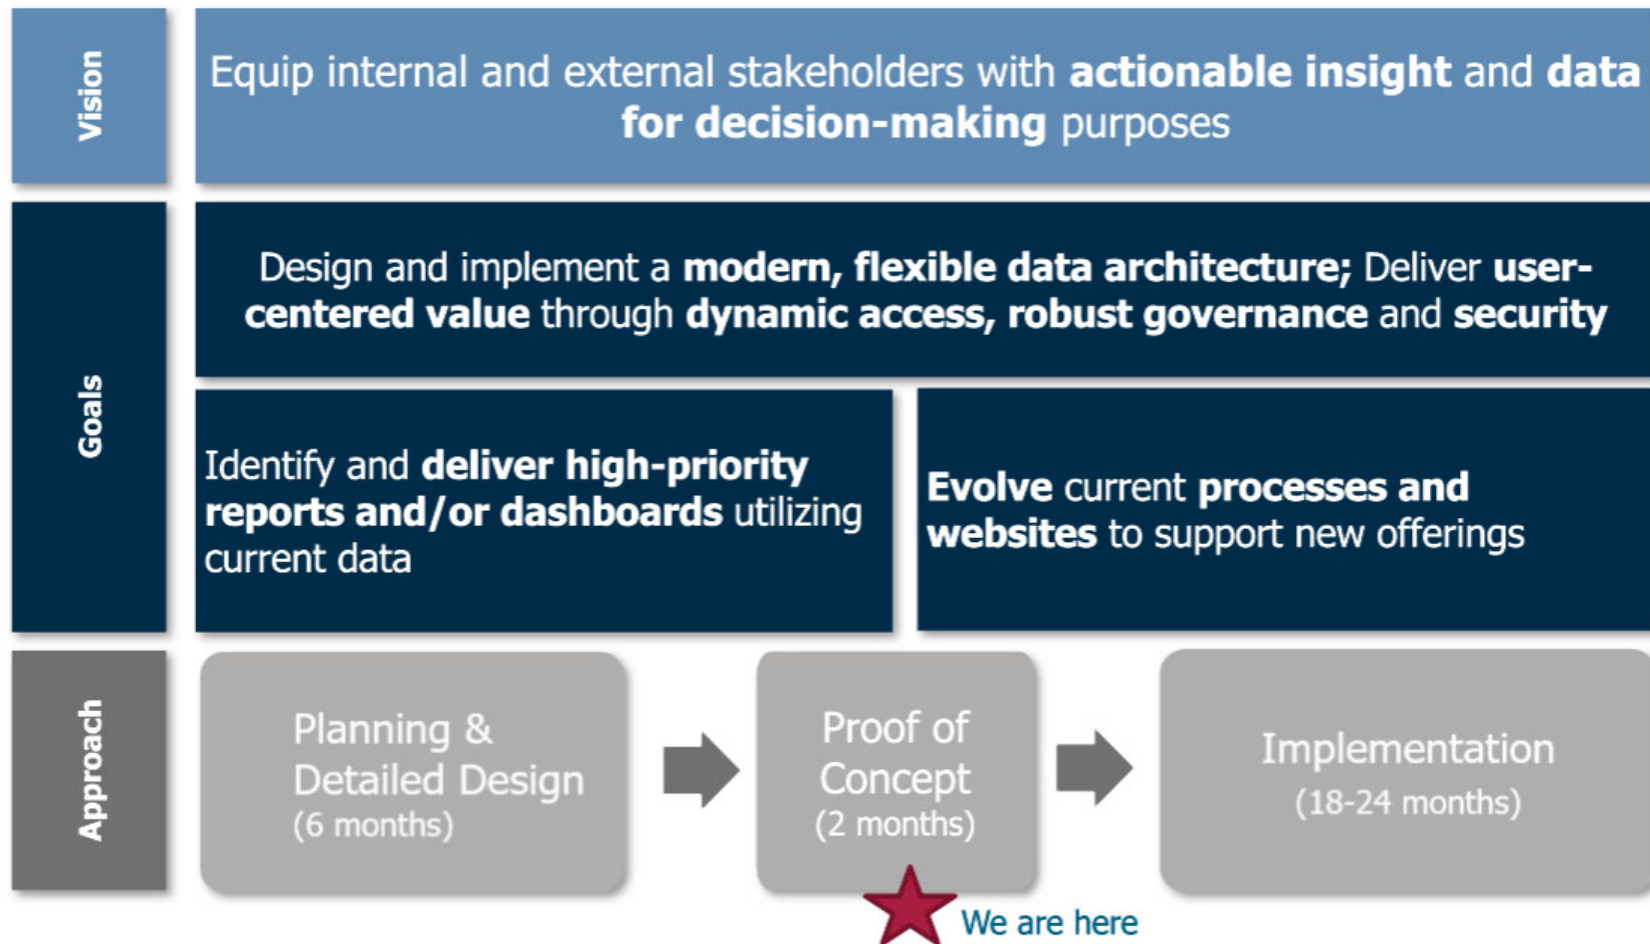 Vision
Equip internal and external stakeholders with actionable insight and data
for decision-making purposes
Goals
Design and implement a modern, flexible data architecture; Deliver user-
centered value through dynamic access, robust governance and security
Identify and deliver high-priority
reports and/or dashboards utilizing
current data
Evolve current processes and
websites to support new offerings
Approach
Planning &
Detailed Design
(6 months)
Proof of
Concept
(2 months)
Implementation
(18-24 months)
We are here